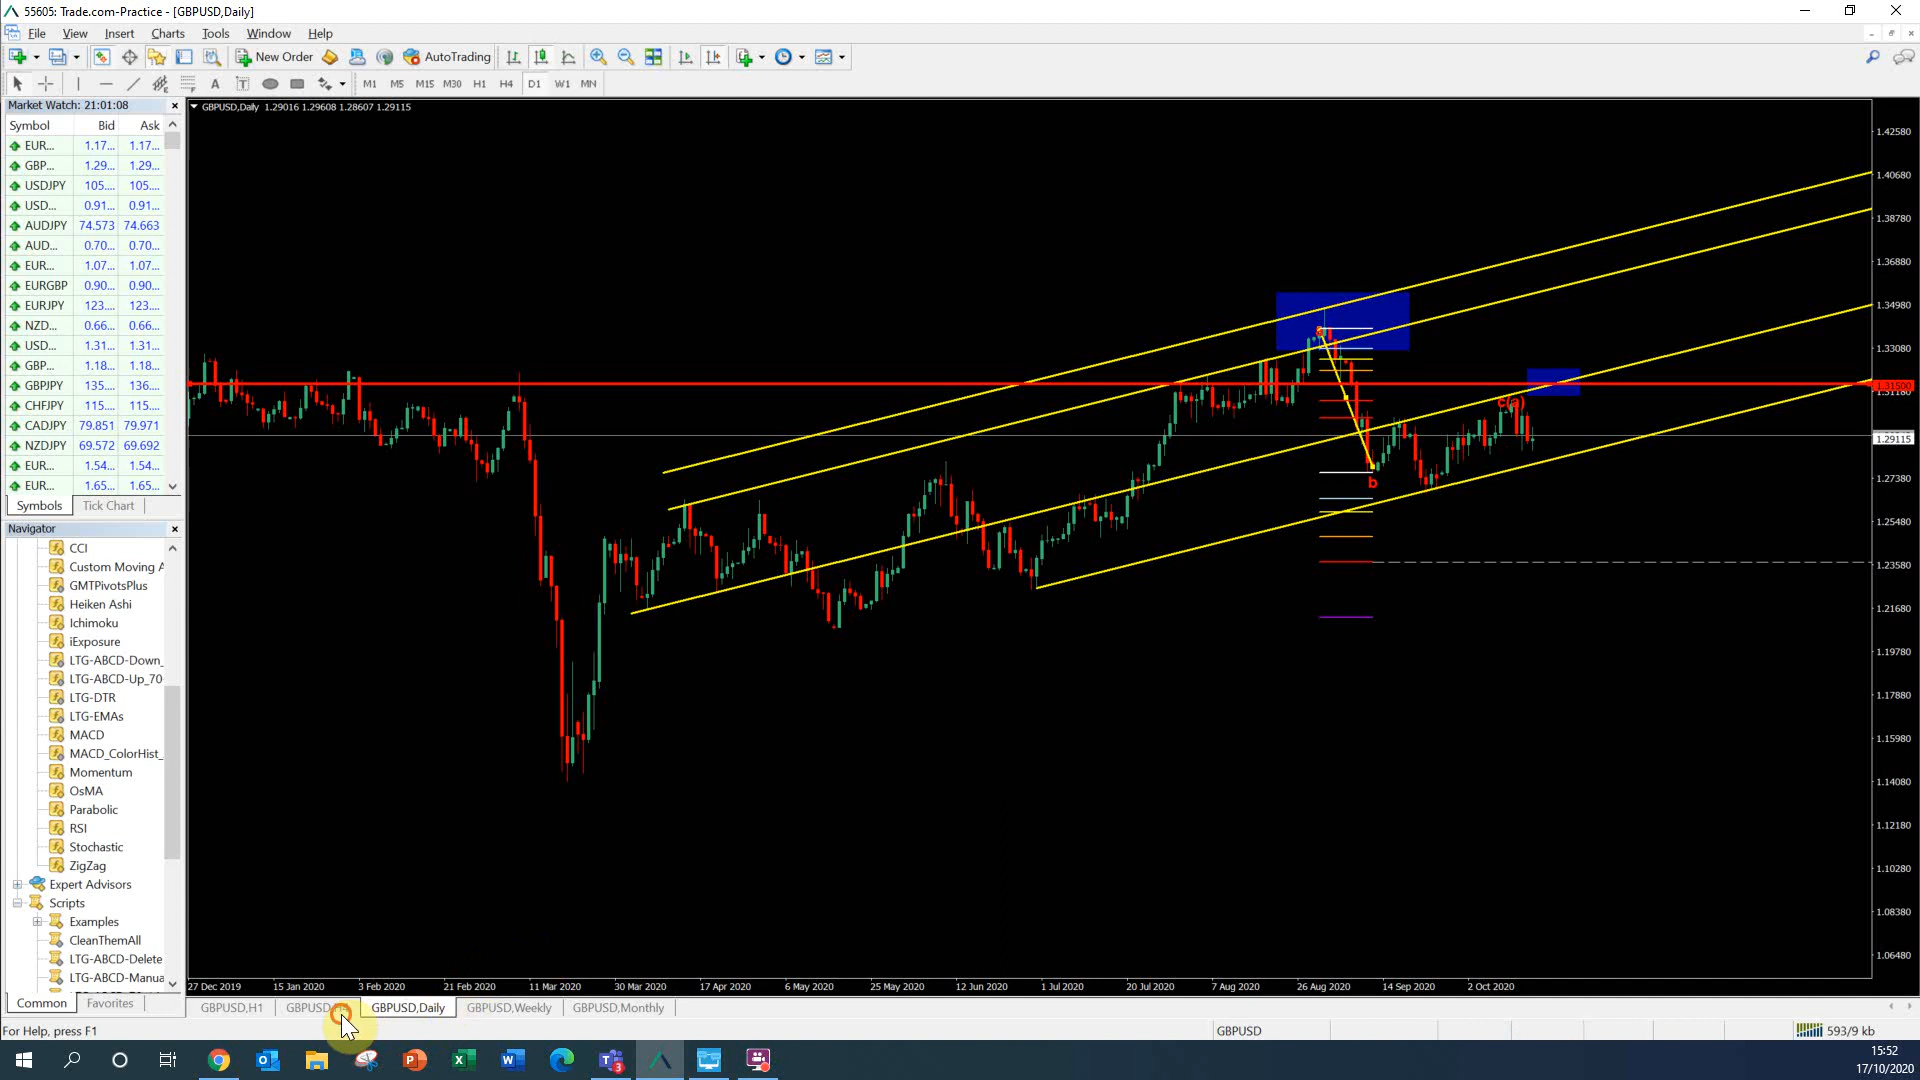 55605: Trade.com-Practice - [GBPUSD,Daily]
File View Insert Charts Tools Window Help
New Order AutoTrading
A T M1 M5 M15 M30 H1 H4 D1 W1 MN
Market Watch: 21:01:08
Symbol Bid Ask
EUR... 1.17... 1.17...
GBP... 1.29... 1.29...
USDJPY 105.... 105....
USD... 0.91... 0.91...
AUDJPY 74.573 74.663
AUD... 0.70... 0.70...
EUR... 1.07... 1.07...
EURGBP 0.90... 0.90...
EURJPY 123.... 123....
NZD... 0.66... 0.66...
USD... 1.31... 1.31...
GBP... 1.18... 1.18...
GBPJPY 135.... 136....
CHFJPY 115.... 115....
CADJPY 79.851 79.971
NZDJPY 69.572 69.692
EUR... 1.54... 1.54...
EUR... 1.65... 1.65...
Symbols Tick Chart
Navigator
CCI
Custom Moving A
GMTPivotsPlus
Heiken Ashi
Ichimoku
iExposure
LTG-ABCD-Down_
LTG-ABCD-Up_70
LTG-DTR
LTG-EMAs
MACD
MACD_ColorHist_
Momentum
OsMA
Parabolic
RSI
Stochastic
ZigZag
Expert Advisors
Scripts
Examples
CleanThemAll
LTG-ABCD-Delete
LTG-ABCD-Manua
Common Favorites
GBPUSD,Daily 1.29016 1.29608 1.28607 1.29115
a
b
c(a)
1.42580
1.40680
1.38780
1.36880
1.34980
1.33080
1.31500
1.31180
1.29115
1.27380
1.25480
1.23580
1.21680
1.19780
1.17880
1.15980
1.14080
1.12180
1.10280
1.08380
1.06480
27 Dec 2019 15 Jan 2020 3 Feb 2020 21 Feb 2020 11 Mar 2020 30 Mar 2020 17 Apr 2020 6 May 2020 25 May 2020 12 Jun 2020 1 Jul 2020 20 Jul 2020 7 Aug 2020 26 Aug 2020 14 Sep 2020 2 Oct 2020
GBPUSD,H1 GBPUSD, GBPUSD,Daily GBPUSD,Weekly GBPUSD,Monthly
For Help, press F1 GBPUSD 593/9 kb
15:52
17/10/2020